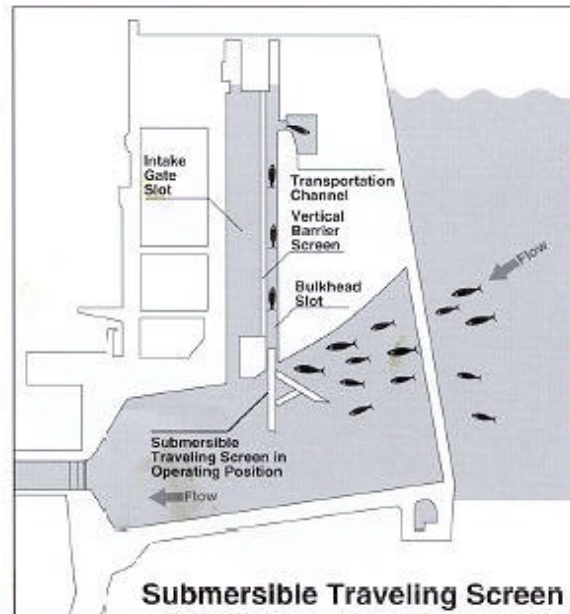 Intake
Gate
Slot
Transportation
Channel
Vertical
Barrier
Screen
Bulkhead
Slot
Flow
Submersible
Traveling Screen in
Operating Position
Flow
Submersible Traveling Screen